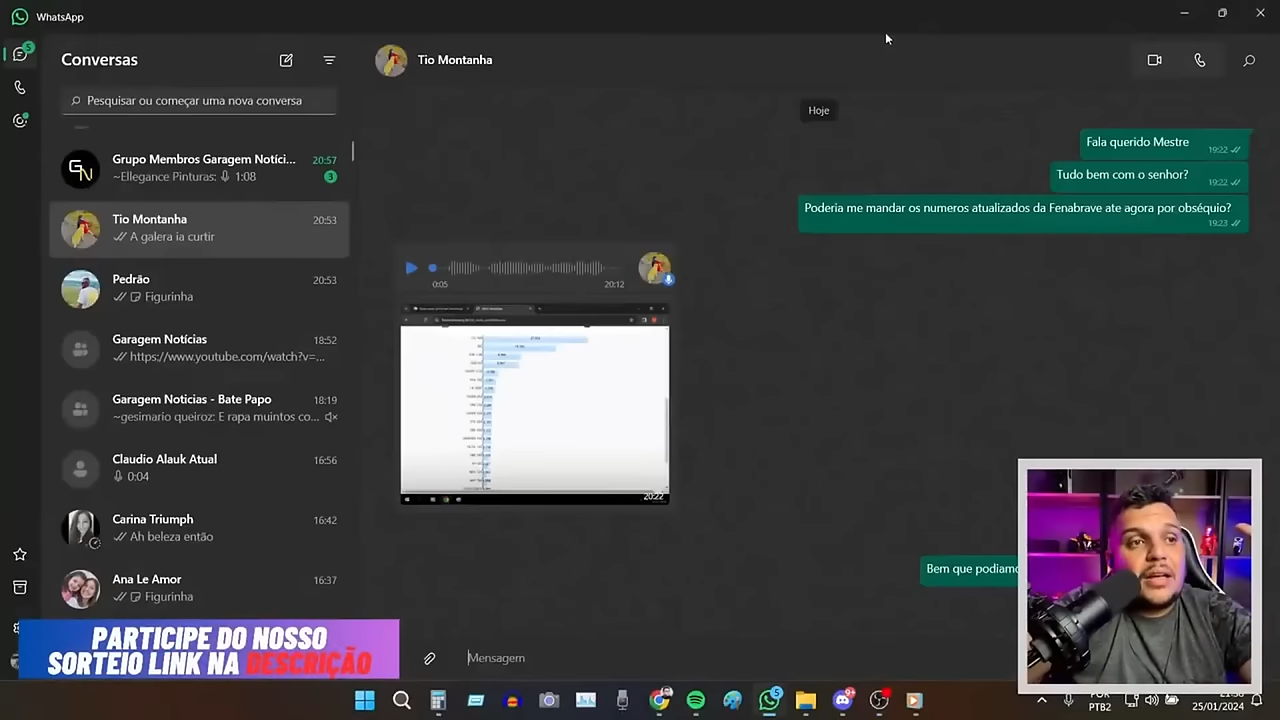 WhatsApp
5
Conversas
Pesquisar ou começar uma nova conversa
GN
Grupo Membros Garagem Notíci... 20:57
~Ellegance Pinturas: 1:08 3
Tio Montanha 20:53
A galera ia curtir
Pedrão 20:53
Figurinha
Garagem Notícias 18:52
https://www.youtube.com/watch?v=...
Garagem Noticias - Bate Papo 18:19
~gesimario queiroz: E rapa muintos co...
Claudio Alauk Atual 16:56
0:04
Carina Triumph 16:42
Ah beleza então
Ana Le Amor 16:37
Figurinha
PARTICIPE DO NOSSO
SORTEIO LINK NA DESCRIÇÃO
Tio Montanha
Hoje
Fala querido Mestre 19:22
Tudo bem com o senhor? 19:22
Poderia me mandar os numeros atualizados da Fenabrave ate agora por obséquio?
19:23
0:05 20:12
20:22
Bem que podiamo
Mensagem
5
9+
POR
PTB2
25/01/2024